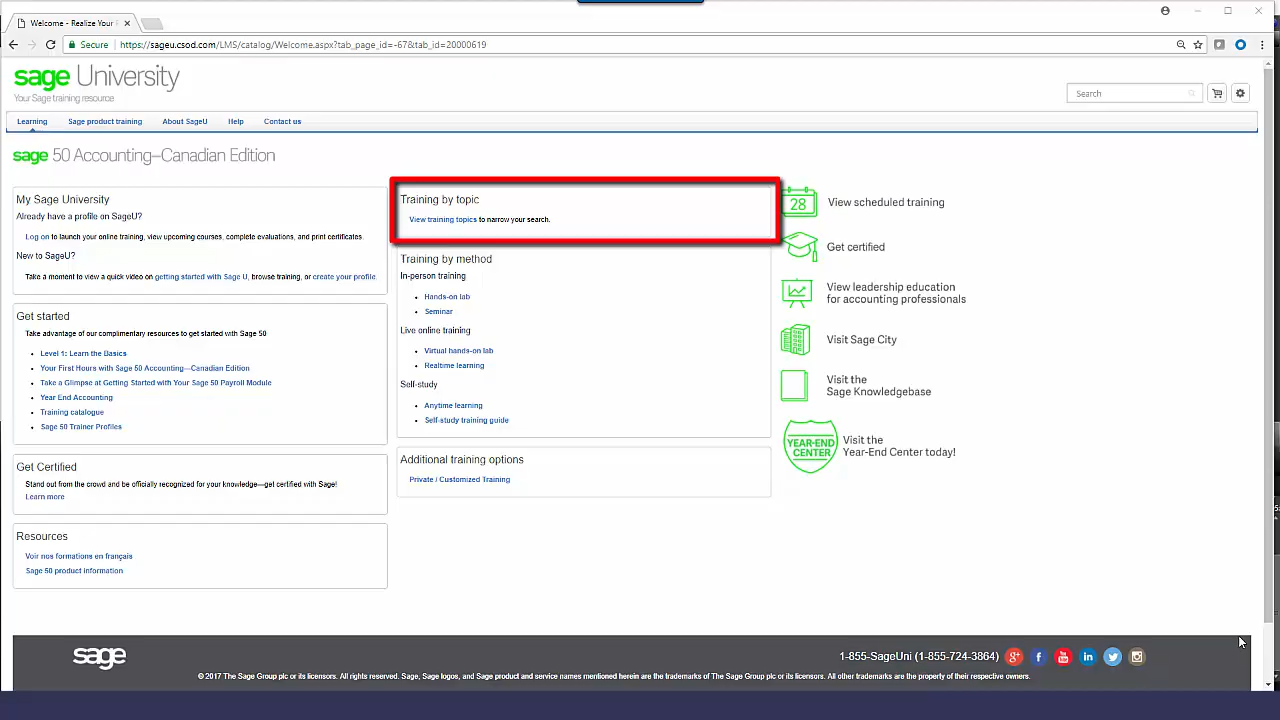 Welcome - Realize Your P
Secure
https://sageu.csod.com/LMS/catalog/Welcome.aspx?tab_page_id=-67&tab_id=20000619
sage University
Your Sage training resource
Search
Learning
Sage product training
About SageU
Help
Contact us
sage 50 Accounting–Canadian Edition
My Sage University
Already have a profile on SageU?
Log on to launch your online training, view upcoming courses, complete evaluations, and print certificates.
New to SageU?
Take a moment to view a quick video on getting started with Sage U, browse training, or create your profile.
Get started
Take advantage of our complimentary resources to get started with Sage 50
Level 1: Learn the Basics
Your First Hours with Sage 50 Accounting—Canadian Edition
Take a Glimpse at Getting Started with Your Sage 50 Payroll Module
Year End Accounting
Training catalogue
Sage 50 Trainer Profiles
Get Certified
Stand out from the crowd and be officially recognized for your knowledge—get certified with Sage!
Learn more
Resources
Voir nos formations en français
Sage 50 product information
Training by topic
View training topics to narrow your search.
Training by method
In-person training
Hands-on lab
Seminar
Live online training
Virtual hands-on lab
Realtime learning
Self-study
Anytime learning
Self-study training guide
Additional training options
Private / Customized Training
28
View scheduled training
Get certified
View leadership education
for accounting professionals
Visit Sage City
Visit the
Sage Knowledgebase
YEAR-END
CENTER
Visit the
Year-End Center today!
sage
1-855-SageUni (1-855-724-3864)
© 2017 The Sage Group plc or its licensors. All rights reserved. Sage, Sage logos, and Sage product and service names mentioned herein are the trademarks of The Sage Group plc or its licensors. All other trademarks are the property of their respective owners.